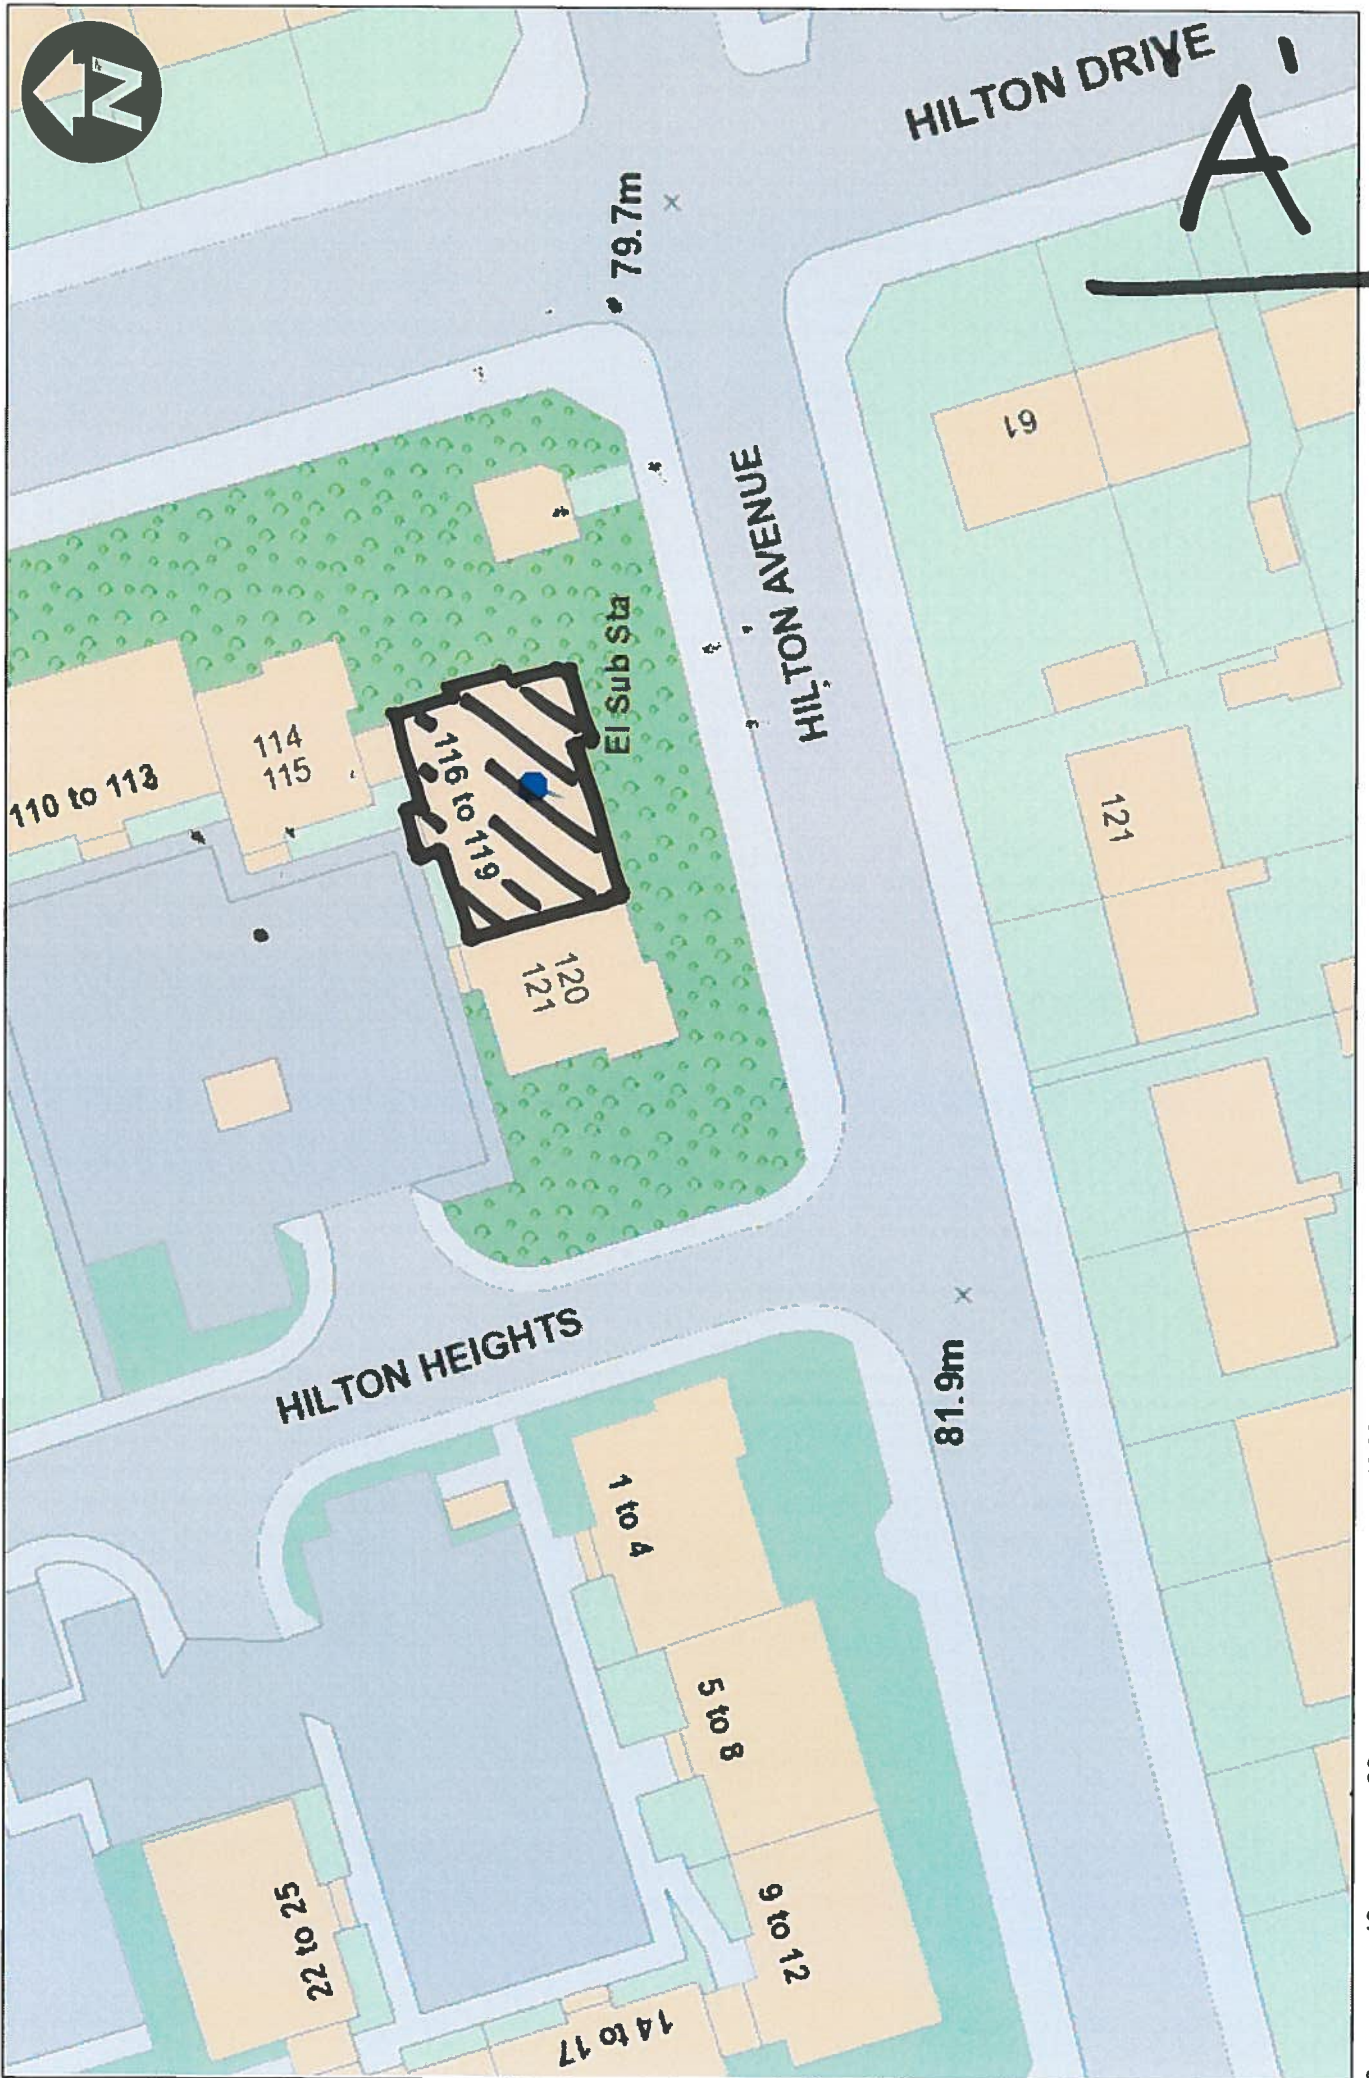 N
HILTON DRIVE
A
79.7m
61
HILTON AVENUE
El Sub Sta
114
115
110 to 113
116 to 119
121
120
121
HILTON HEIGHTS
81.9m
1 to 4
5 to 8
9 to 12
22 to 25
14 to 17